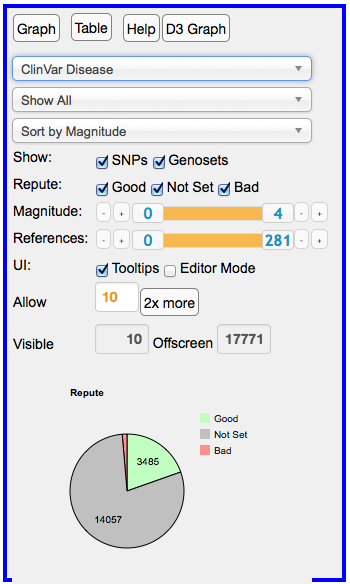 Graph Table Help D3 Graph
ClinVar Disease
Show All
Sort by Magnitude
Show: SNPs Genosets
Repute: Good Not Set Bad
Magnitude: - + 0 4 - +
References: - + 0 281 - +
UI: Tooltips Editor Mode
Allow 10 2x more
Visible 10 Offscreen 17771
Repute
Good
Not Set
Bad
3485
14057